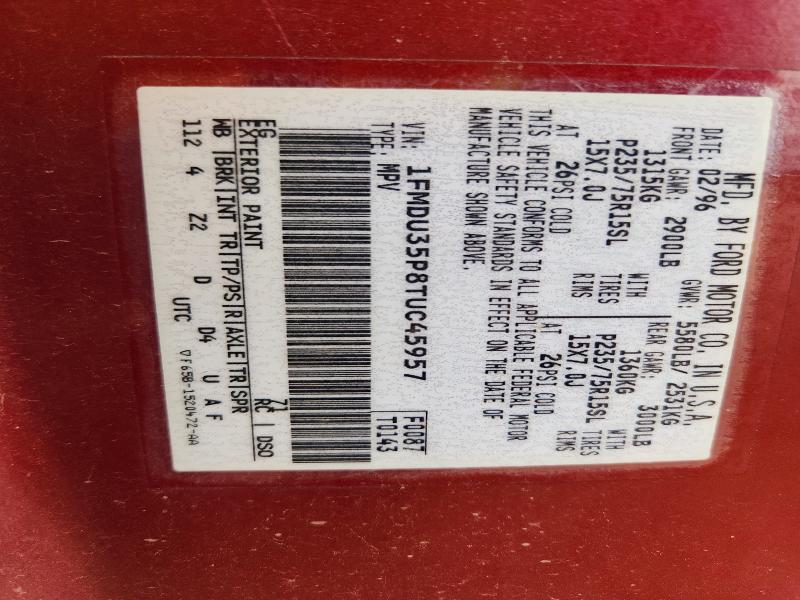 MFD. BY FORD MOTOR CO. IN U.S.A.
DATE: 02/96 GVWR: 5580LB/ 2531KG
FRONT GAWR: 2900LB REAR GAWR: 3000LB
1315KG WITH 1360KG WITH
P235/75R15SL TIRES P235/75R15SL TIRES
15X7.0J RIMS 15X7.0J RIMS
AT 26PSI COLD AT 26PSI COLD
THIS VEHICLE CONFORMS TO ALL APPLICABLE FEDERAL MOTOR
VEHICLE SAFETY STANDARDS IN EFFECT ON THE DATE OF
MANUFACTURE SHOWN ABOVE.
VIN: 1FMDU35P8TUC45957 F0087
TYPE: MPV T0143
EG 71
EXTERIOR PAINT RC | DSO
WB |BRK|INT TR|TP/PS|R|AXLE|TR|SPR
112 4 Z2 D D4 U A F
UTC ▽F65B-1520472-AA